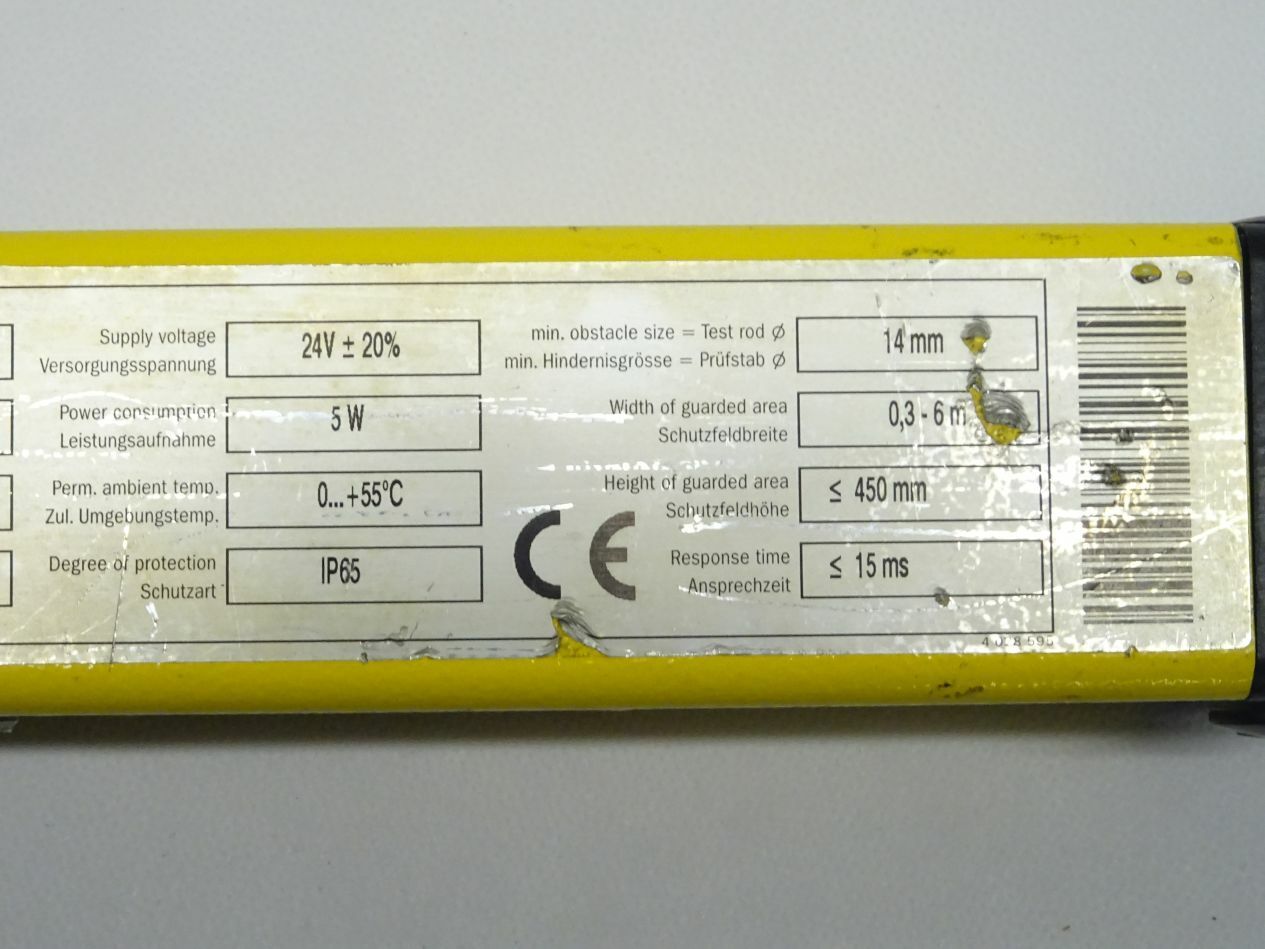 Supply voltage
Versorgungsspannung
24V ± 20%
Power consumption
Leistungsaufnahme
5 W
Perm. ambient temp.
Zul. Umgebungstemp.
0...+55°C
Degree of protection
Schutzart
IP65
CE
min. obstacle size = Test rod Ø
min. Hindernisgrösse = Prüfstab Ø
14 mm
Width of guarded area
Schutzfeldbreite
0,3 - 6 m
Height of guarded area
Schutzfeldhöhe
≤ 450 mm
Response time
Ansprechzeit
≤ 15 ms